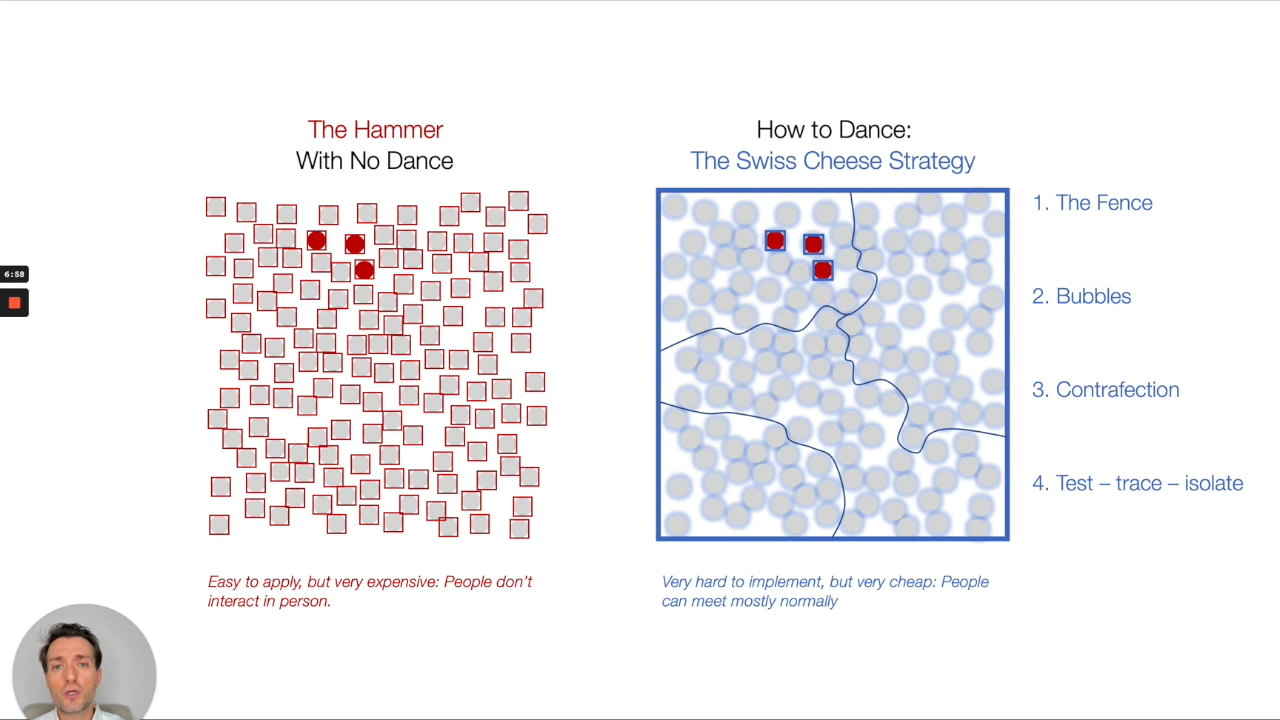 The Hammer
With No Dance
How to Dance:
The Swiss Cheese Strategy
1. The Fence
2. Bubbles
3. Contrafection
4. Test – trace – isolate
6:58
Easy to apply, but very expensive: People don’t
interact in person.
Very hard to implement, but very cheap: People
can meet mostly normally